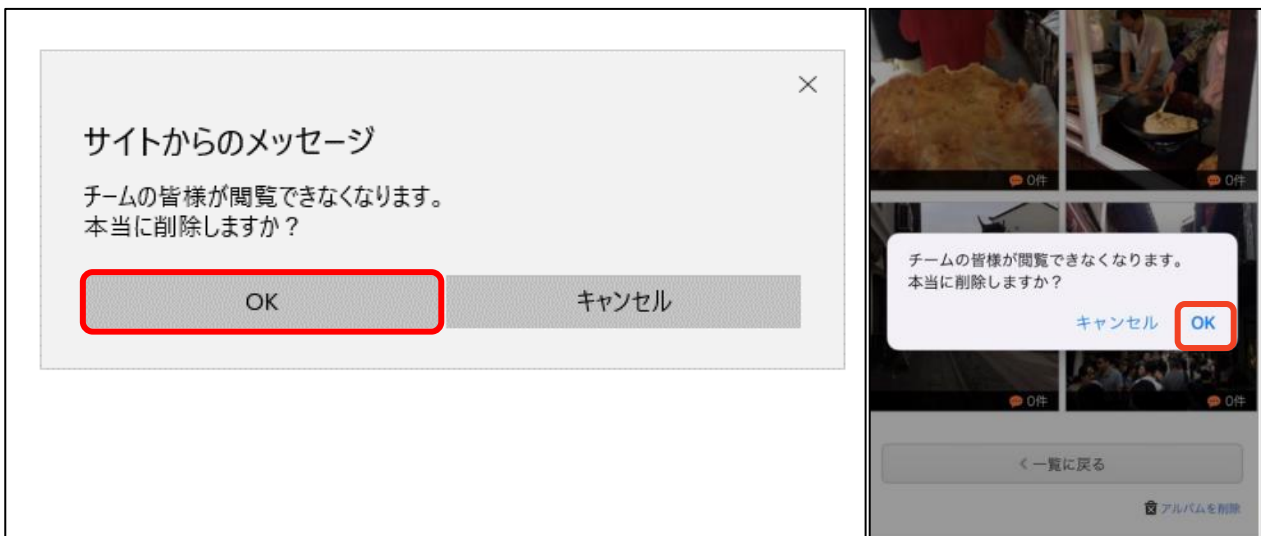 サイトからのメッセージ
チームの皆様が閲覧できなくなります。
本当に削除しますか？
OK
キャンセル
0件
0件
チームの皆様が閲覧できなくなります。
本当に削除しますか？
キャンセル
OK
0件
0件
一覧に戻る
アルバムを削除